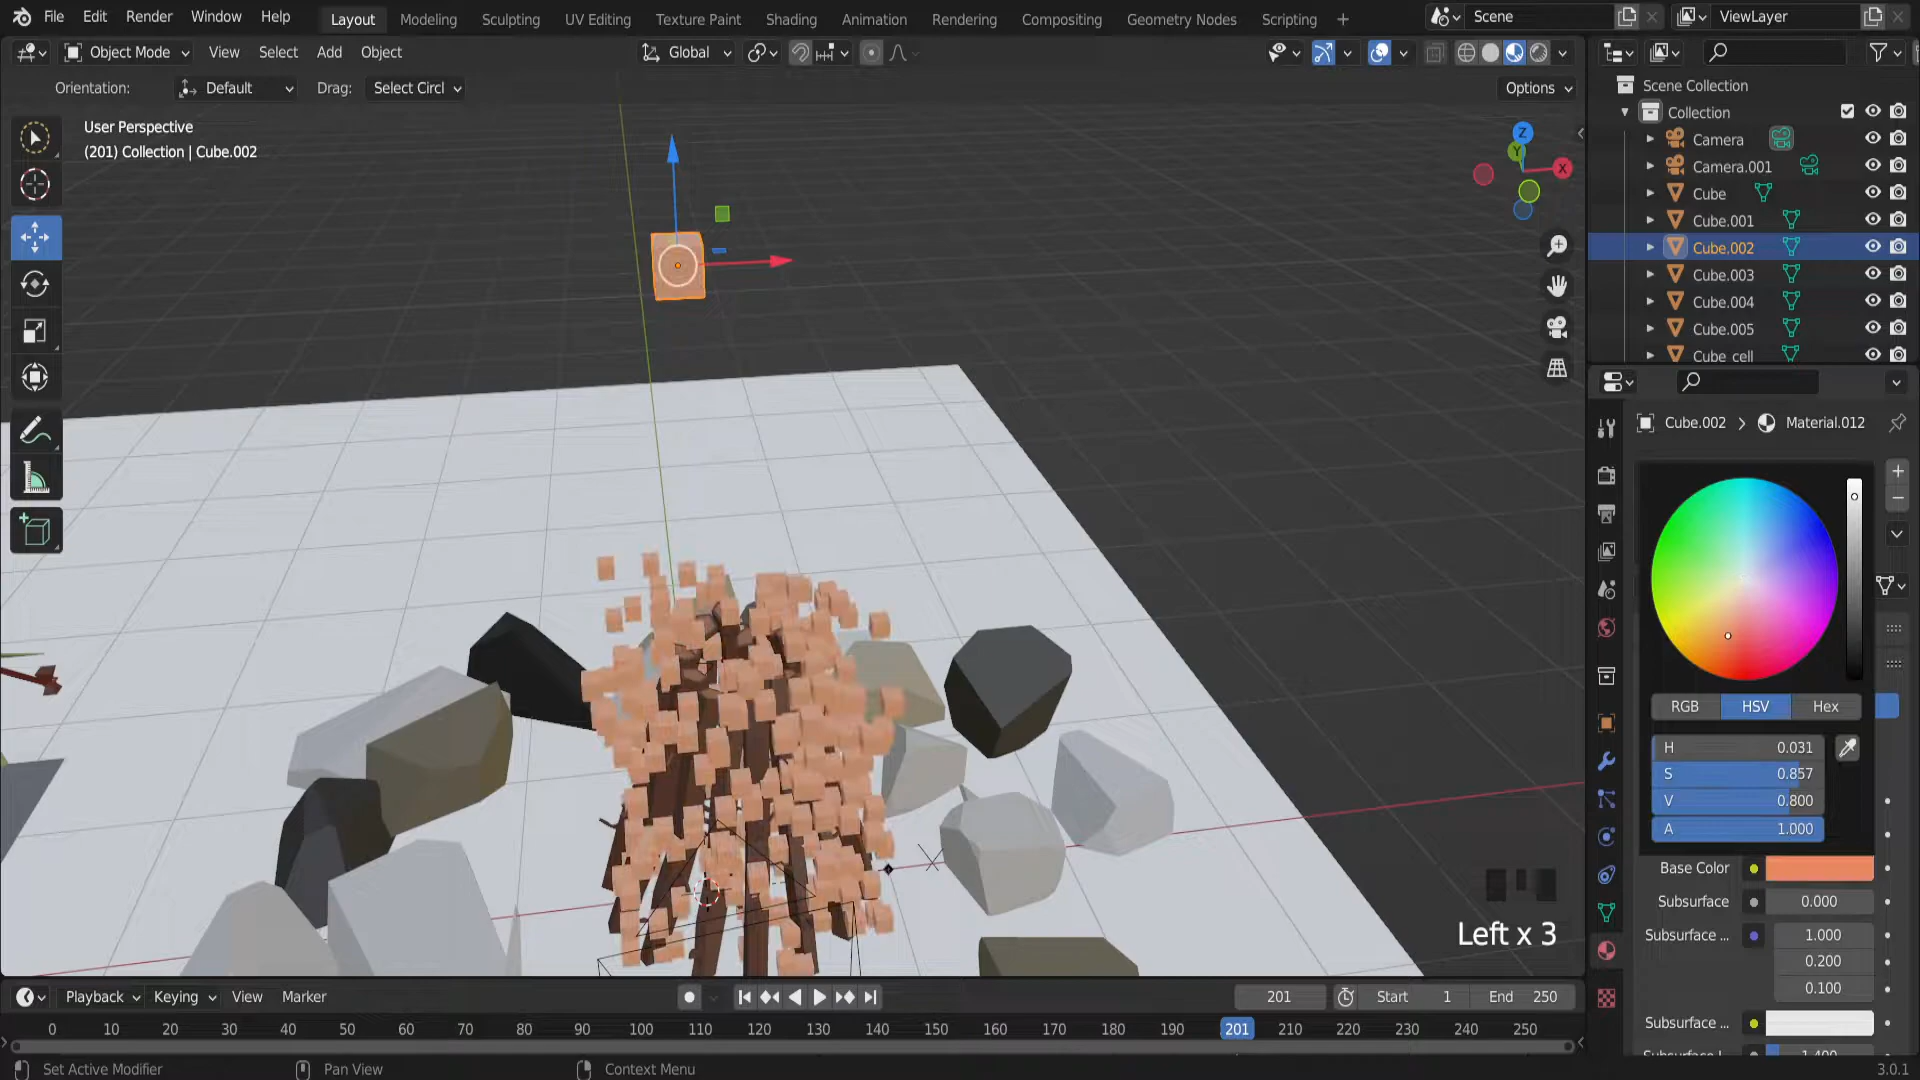 File Edit Render Window Help Layout Modeling Sculpting UV Editing Texture Paint Shading Animation Rendering Compositing Geometry Nodes Scripting + Scene ViewLayer
Object Mode View Select Add Object Global
Orientation: Default Drag: Select Circl Options
User Perspective
(201) Collection | Cube.002
Z
Y
X
Scene Collection
Collection
Camera
Camera.001
Cube
Cube.001
Cube.002
Cube.003
Cube.004
Cube.005
Cube cell
Cube.002 > Material.012
RGB HSV Hex
H 0.031
S 0.857
V 0.800
A 1.000
Base Color
Subsurface 0.000
Subsurface ... 1.000
0.200
0.100
Subsurface ...
Left x 3
Playback Keying View Marker 201 Start 1 End 250
0 10 20 30 40 50 60 70 80 90 100 110 120 130 140 150 160 170 180 190 201 210 220 230 240 250
Set Active Modifier Pan View Context Menu 3.0.1